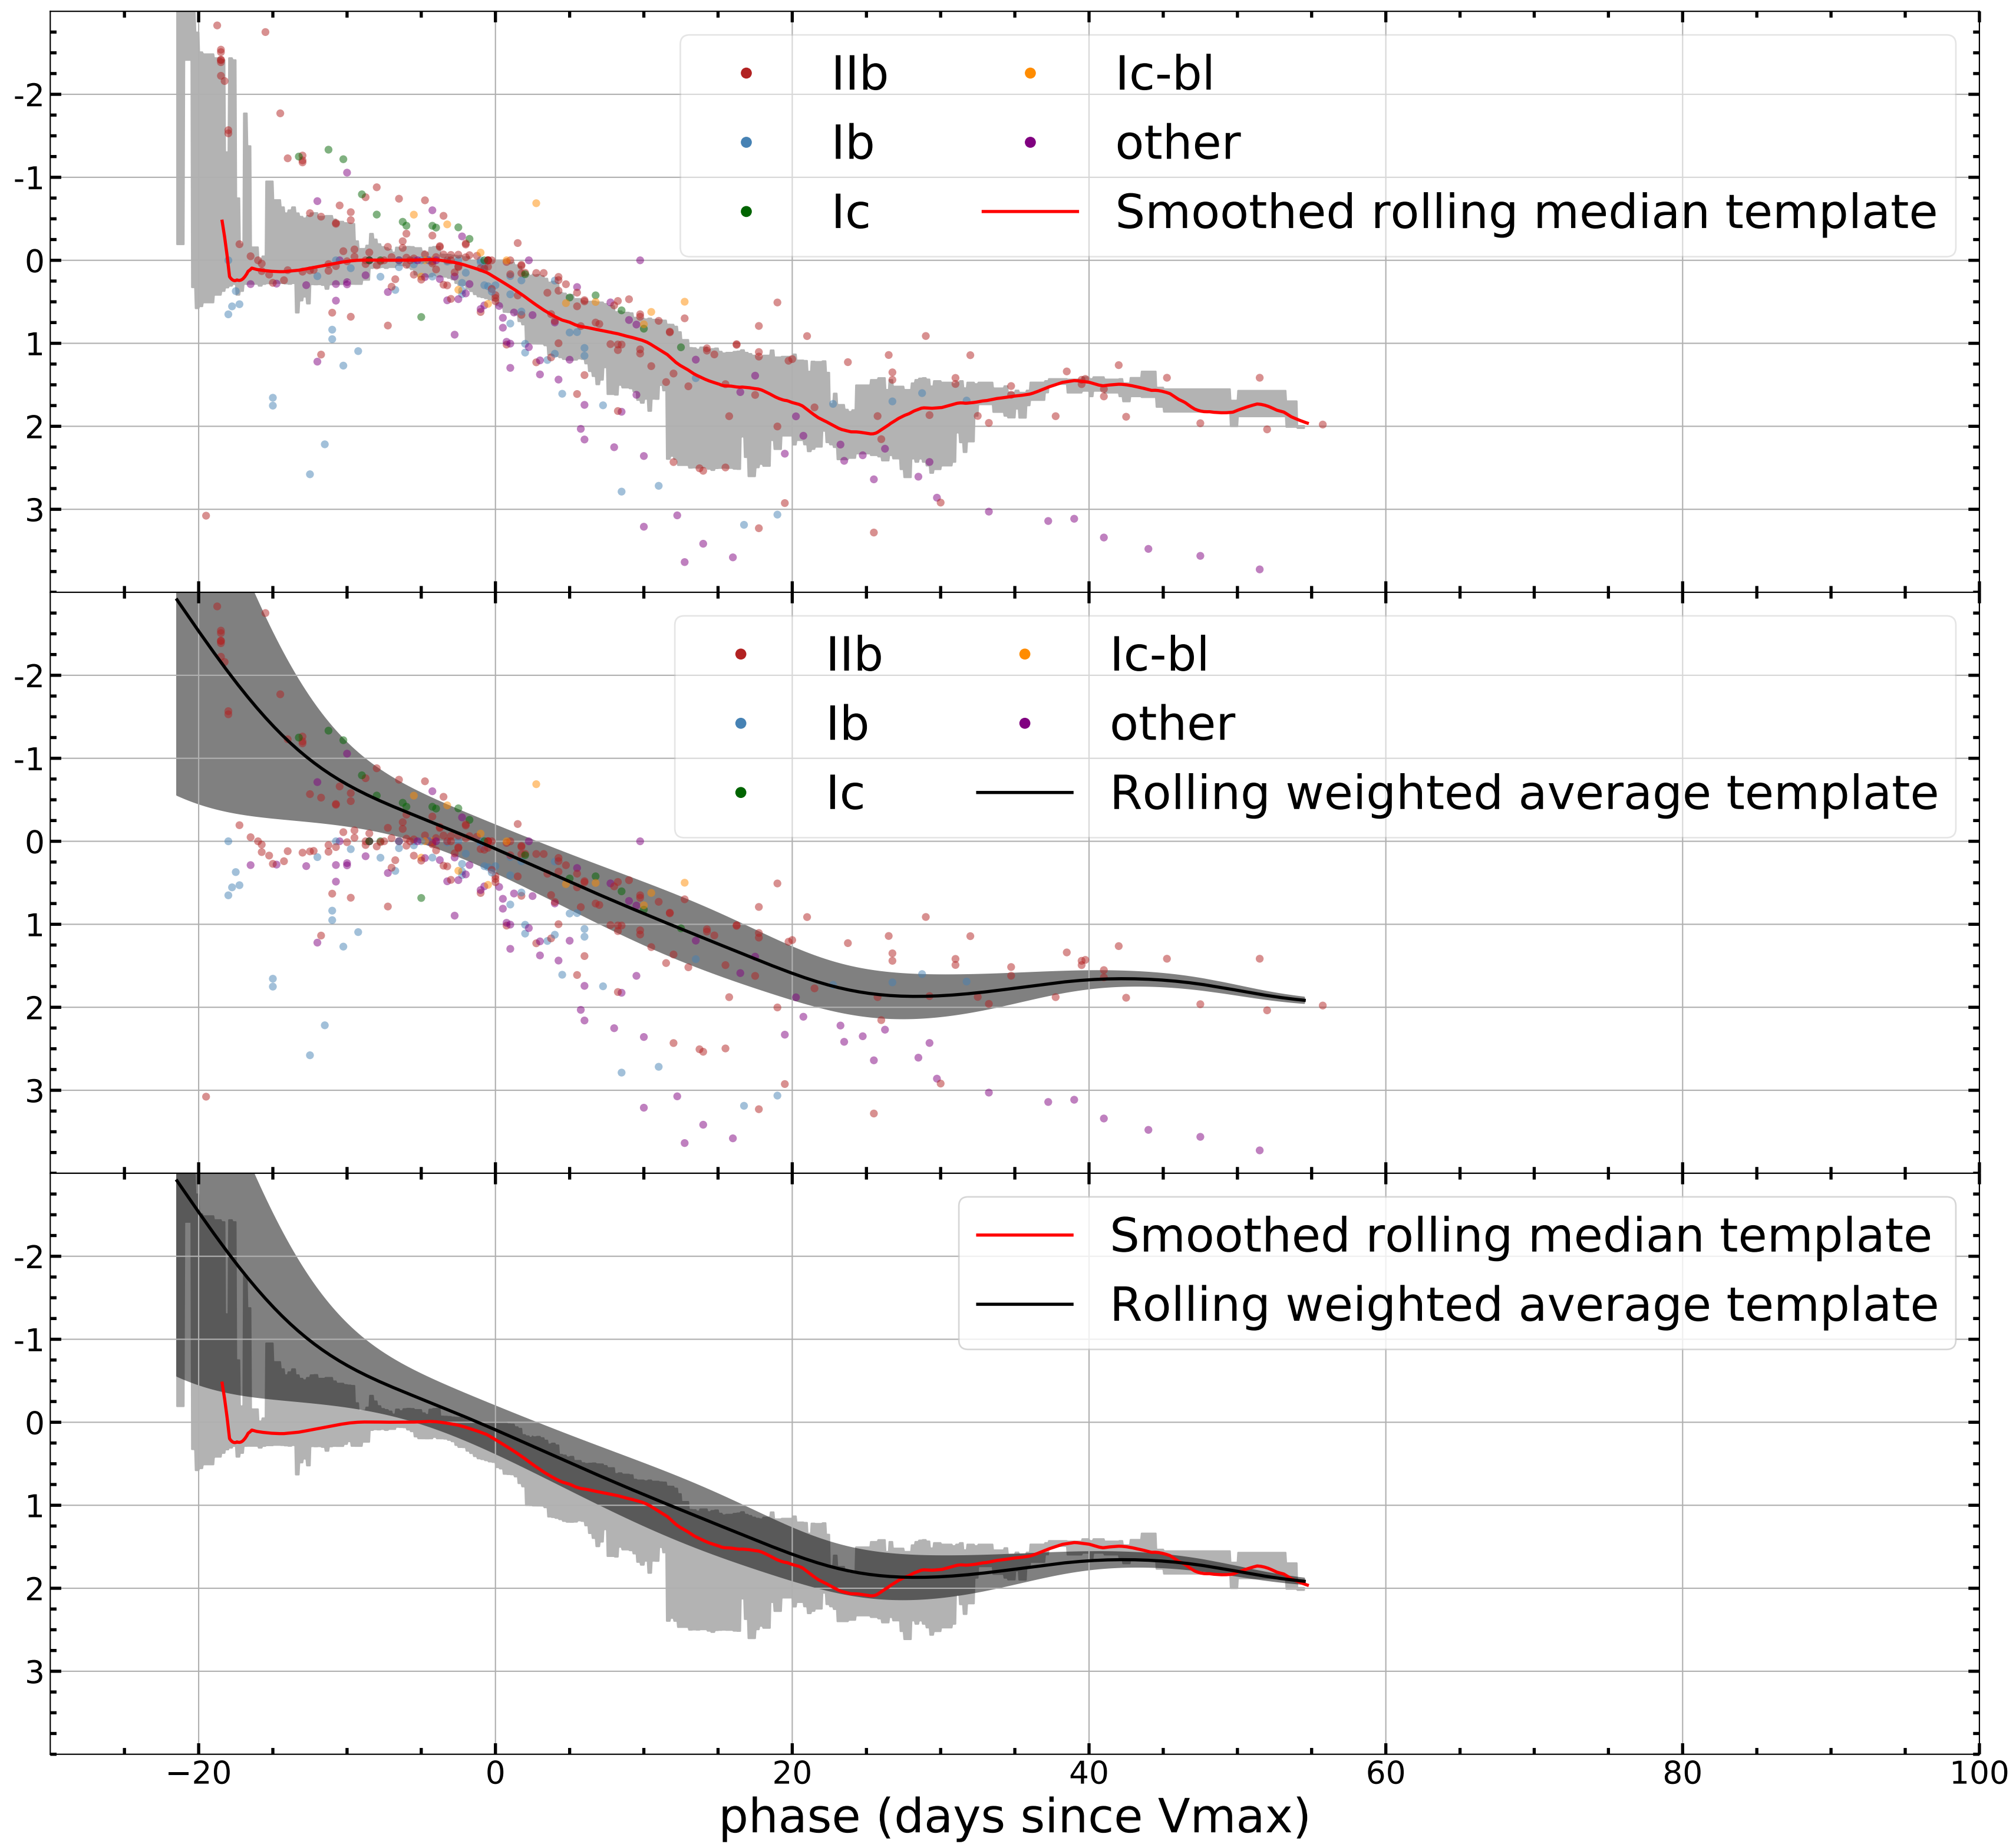 IIb Ic-bl
Ib other
Ic Smoothed rolling median template
-2
-1
0
1
2
3
IIb Ic-bl
Ib other
Ic Rolling weighted average template
-2
-1
0
1
2
3
Smoothed rolling median template
Rolling weighted average template
-2
-1
0
1
2
3
−20 0 20 40 60 80 100
phase (days since Vmax)